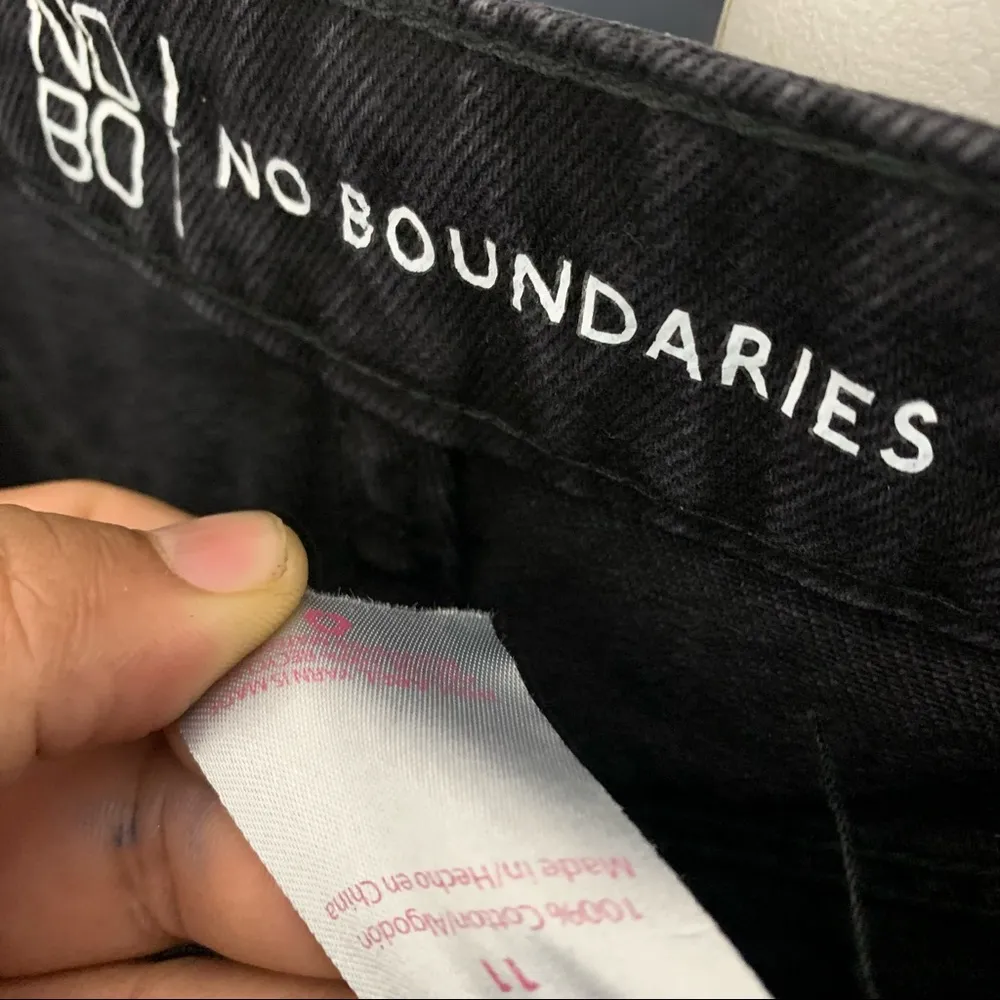 NO
BO
NO BOUNDARIES
11
100% Cotton/Algodón
Made in/Hecho en China